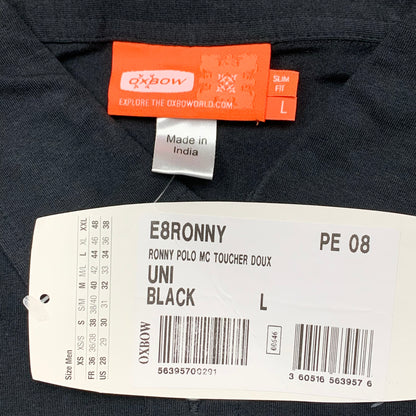 OXBOW
EXPLORE THE OXBOWORLD.COM
SLIM
FIT
L
Made in
India
E8RONNY PE 08
RONNY POLO MC TOUCHER DOUX
UNI
BLACK L
OXBOW
56395700201
60546
3 60516 563957 6
Size Men
XS XS/S S S/M M M/L L XL XXL
FR 36 36/38 38 38/40 40 42 44 46 48
28 29 30 31 32 33 34 36 38